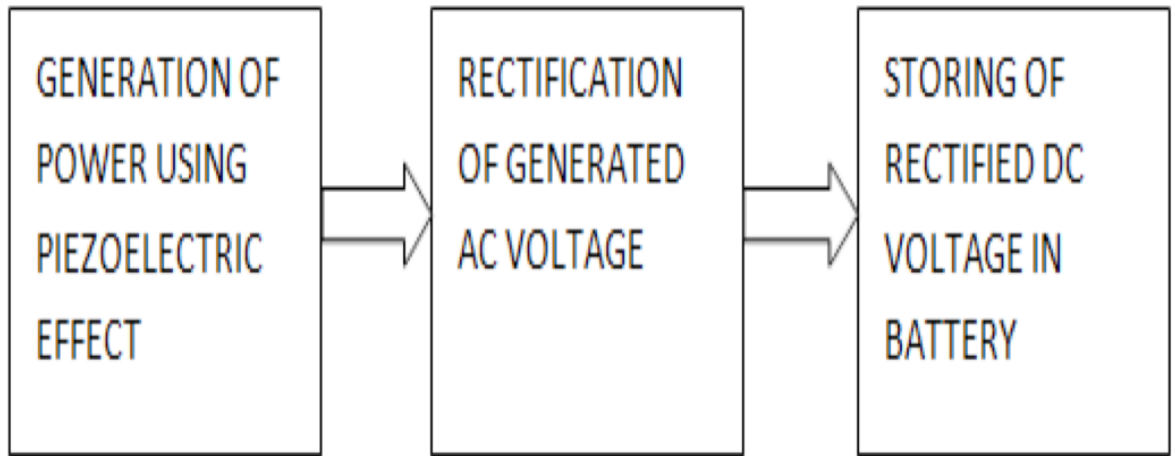 GENERATION OF
POWER USING
PIEZOELECTRIC
EFFECT
RECTIFICATION
OF GENERATED
AC VOLTAGE
STORING OF
RECTIFIED DC
VOLTAGE IN
BATTERY